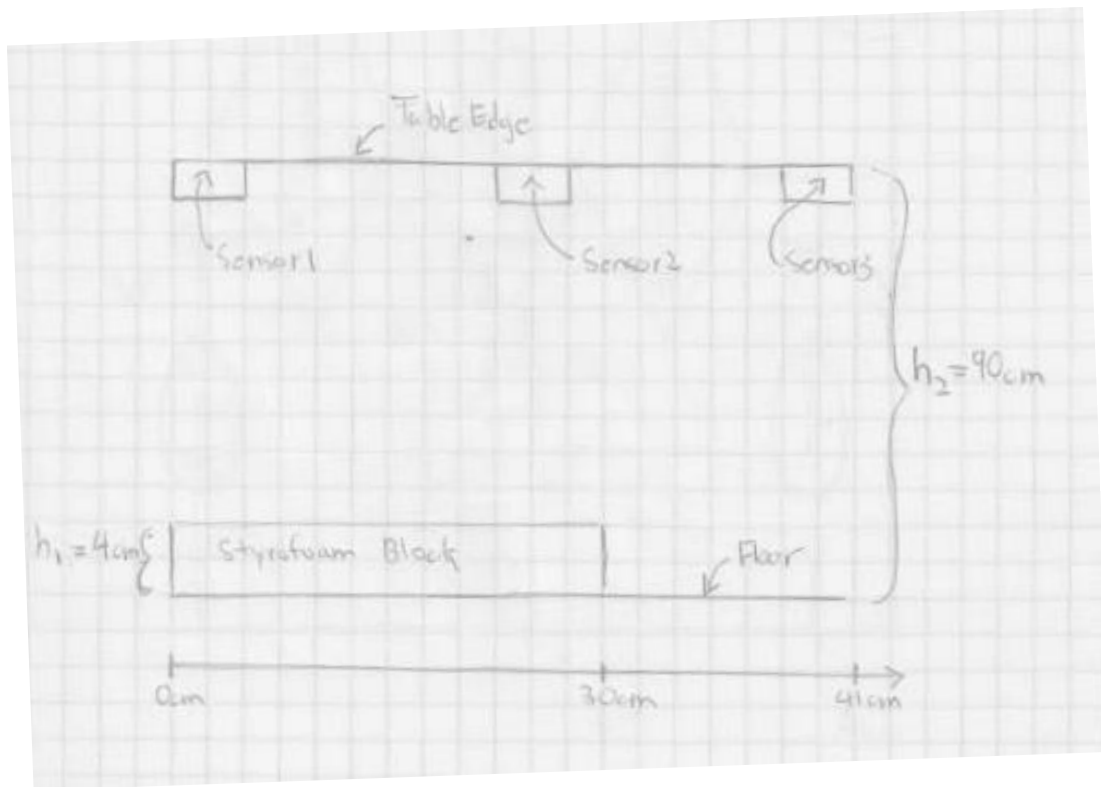 Table Edge
Sensor1
Sensor2
Sensor3
h₂=90cm
h₁=4cm
Styrofoam Block
Floor
0cm
30cm
41cm